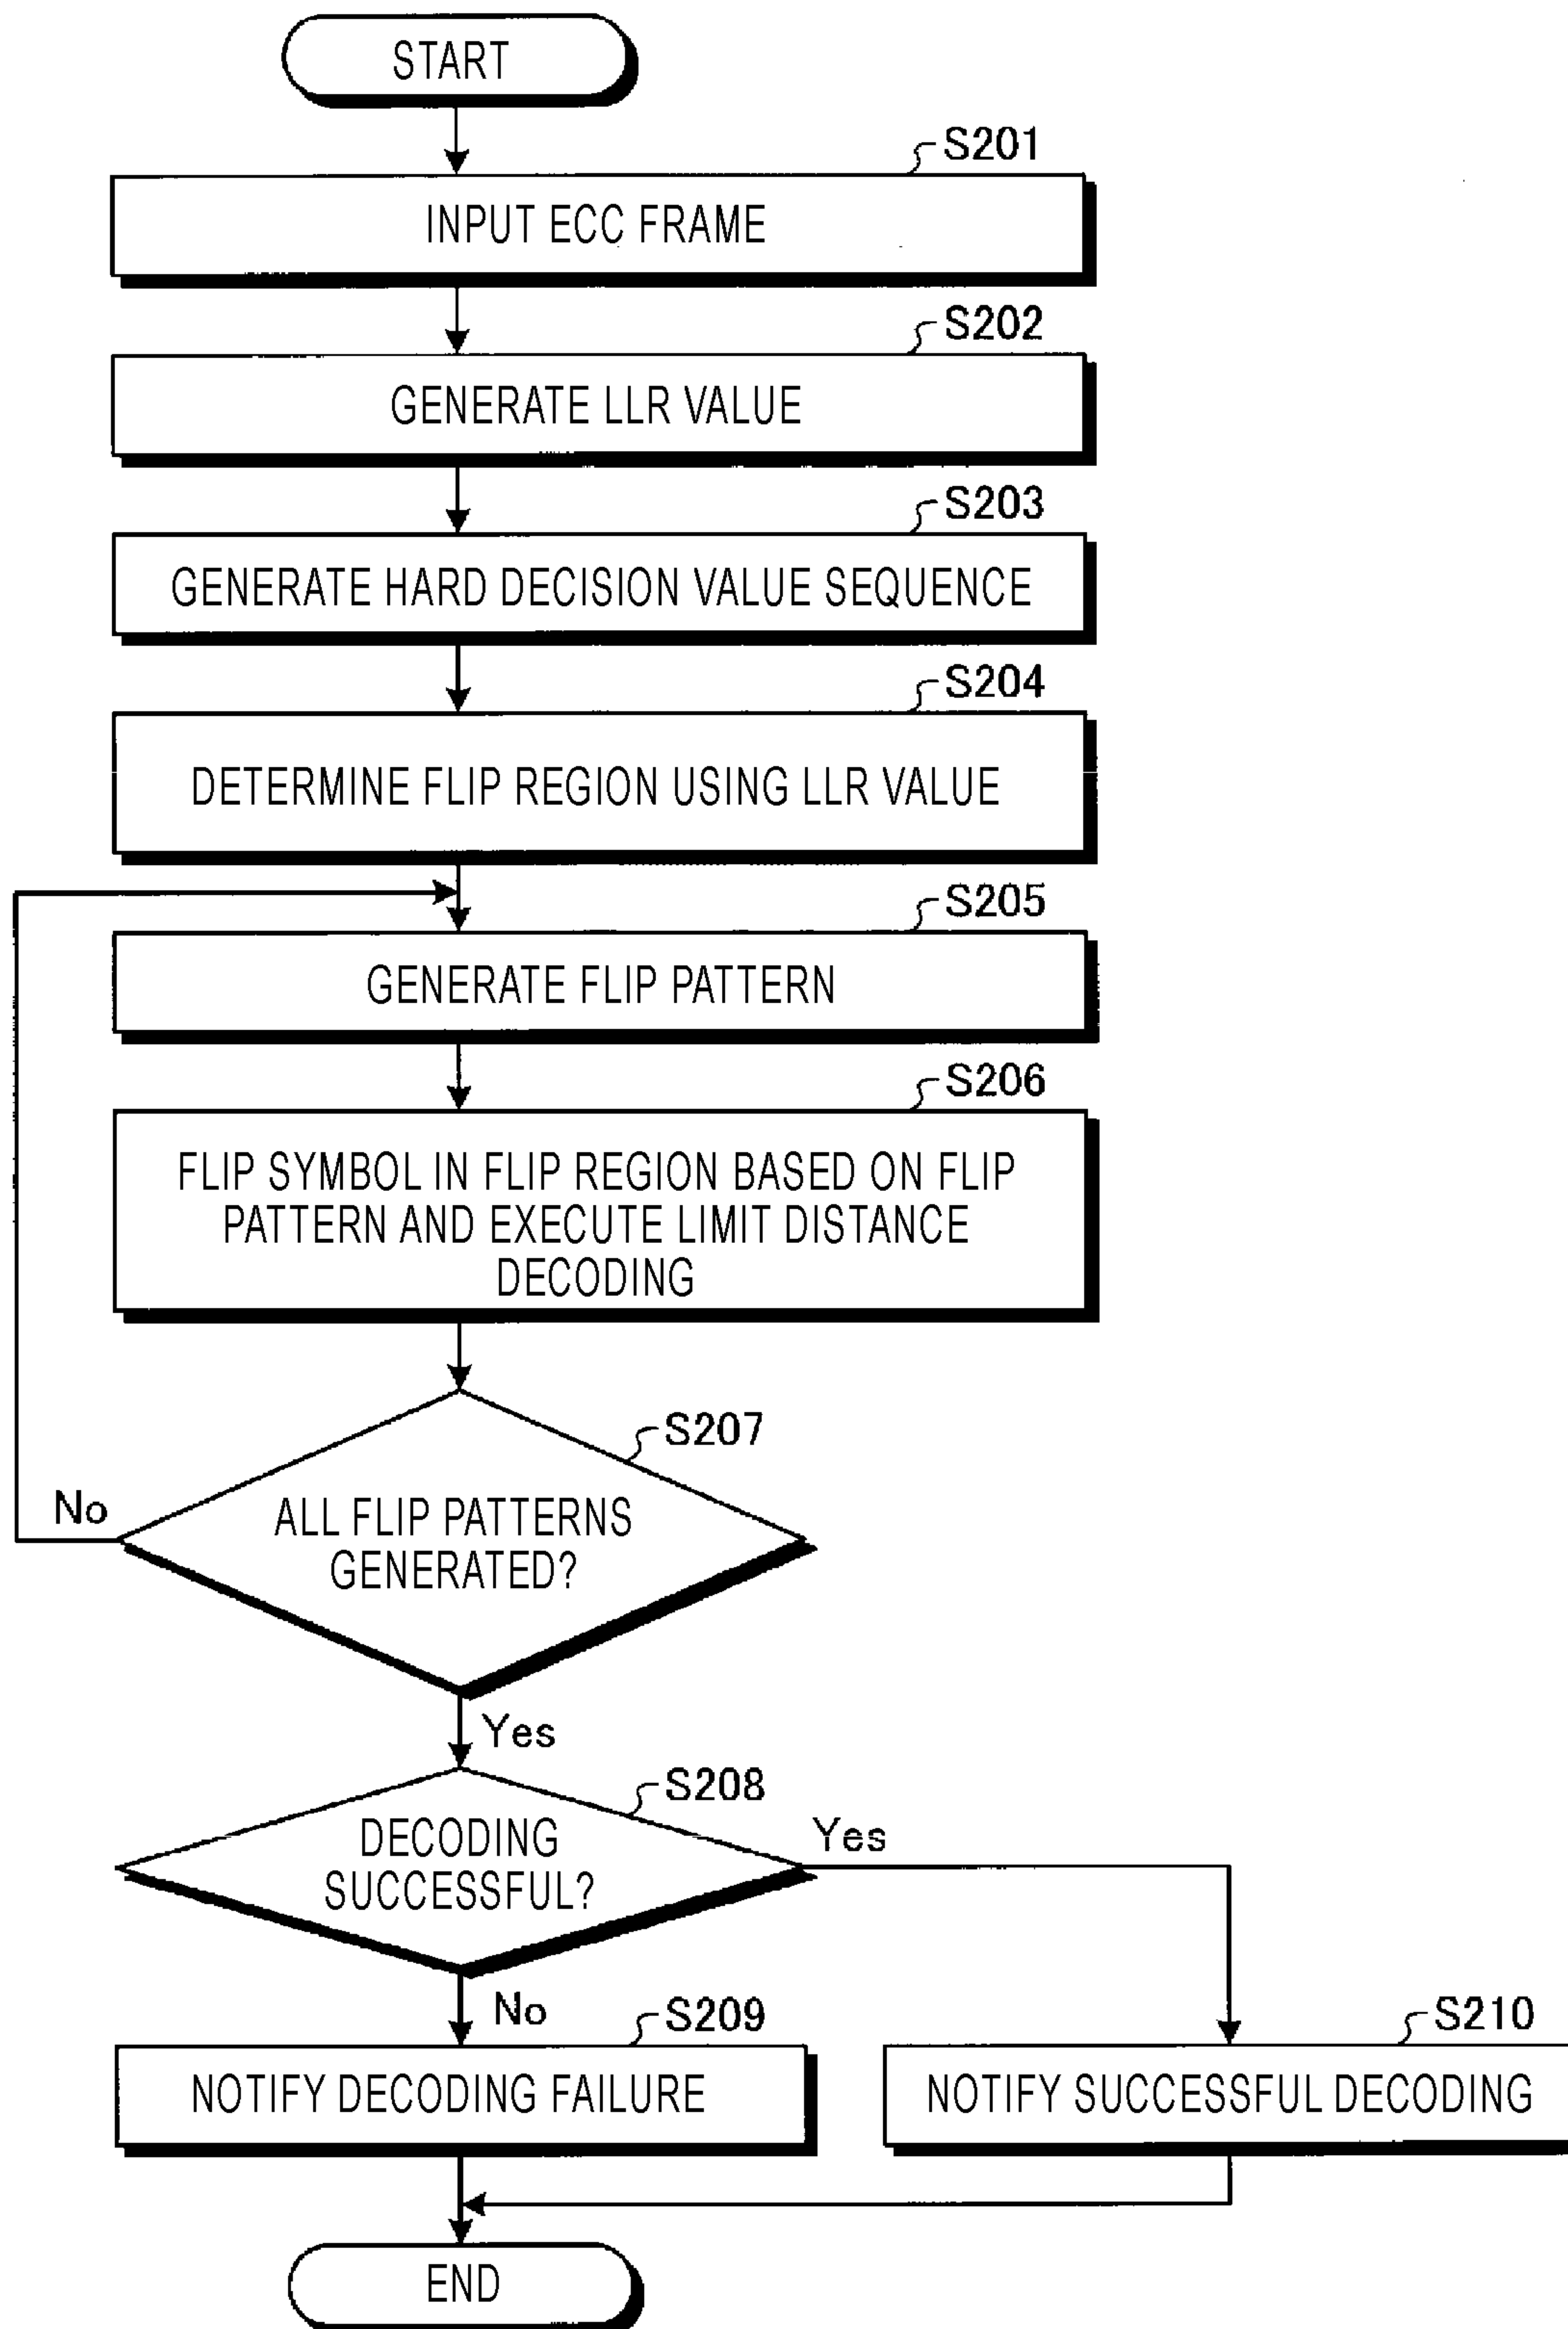 START
S201
INPUT ECC FRAME
S202
GENERATE LLR VALUE
S203
GENERATE HARD DECISION VALUE SEQUENCE
S204
DETERMINE FLIP REGION USING LLR VALUE
S205
GENERATE FLIP PATTERN
S206
FLIP SYMBOL IN FLIP REGION BASED ON FLIP
PATTERN AND EXECUTE LIMIT DISTANCE
DECODING
S207
No
ALL FLIP PATTERNS
GENERATED?
Yes
S208
DECODING
SUCCESSFUL?
Yes
No
S209
NOTIFY DECODING FAILURE
S210
NOTIFY SUCCESSFUL DECODING
END